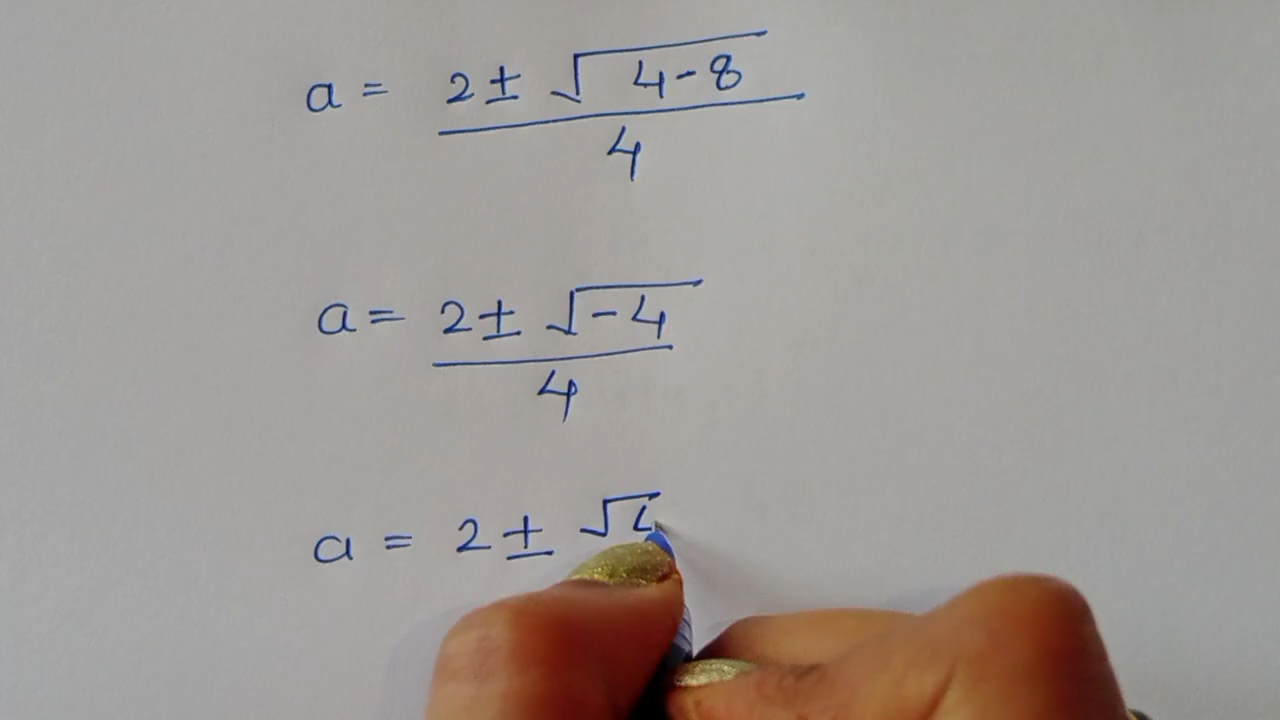 a = 2 ± √4-8
4
a = 2 ± √-4
4
a = 2 ± √